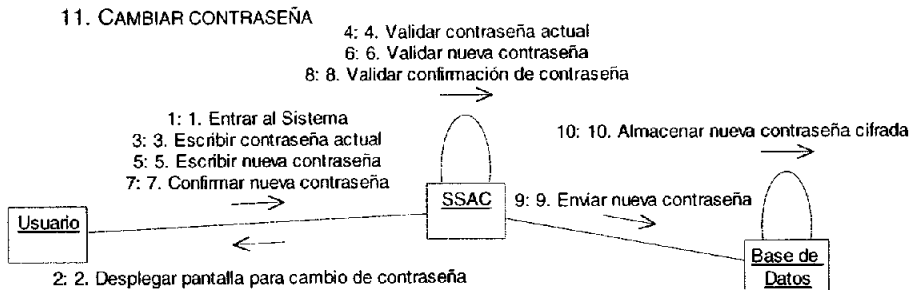 11. CAMBIAR CONTRASEÑA
4: 4. Validar contraseña actual
6: 6. Validar nueva contraseña
8: 8. Validar confirmación de contraseña
1: 1. Entrar al Sistema
3: 3. Escribir contraseña actual
5: 5. Escribir nueva contraseña
7: 7. Confirmar nueva contraseña
10: 10. Almacenar nueva contraseña cifrada
Usuario
SSAC
9: 9. Enviar nueva contraseña
2: 2. Desplegar pantalla para cambio de contraseña
Base de
Datos